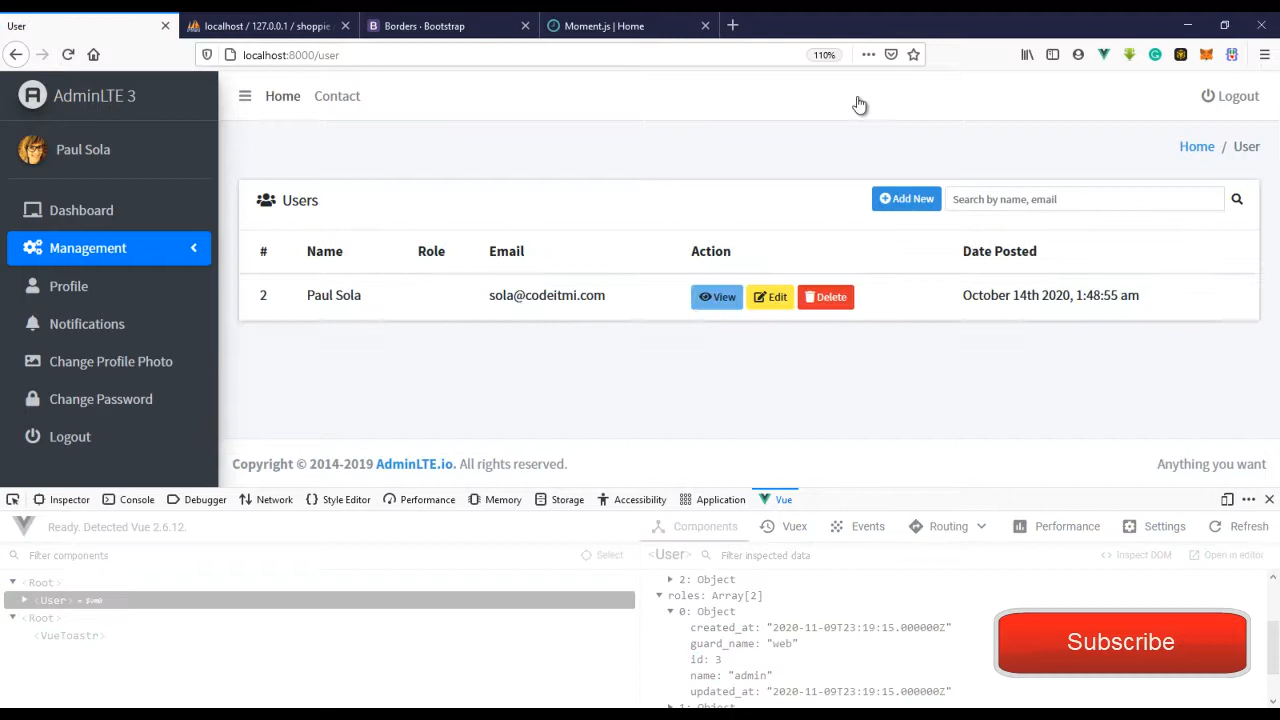 User
localhost / 127.0.0.1 / shoppie
Borders · Bootstrap
Moment.js | Home
localhost:8000/user
110%
AdminLTE 3
Home Contact
Logout
Paul Sola
Home / User
Dashboard
Management
Profile
Notifications
Change Profile Photo
Change Password
Logout
Users
Add New
Search by name, email
# Name Role Email Action Date Posted
2 Paul Sola sola@codeitmi.com View Edit Delete October 14th 2020, 1:48:55 am
Copyright © 2014-2019 AdminLTE.io. All rights reserved.
Anything you want
Inspector Console Debugger Network Style Editor Performance Memory Storage Accessibility Application Vue
Ready. Detected Vue 2.6.12.
Components Vuex Events Routing Performance Settings Refresh
Filter components
Select
<User>
Filter inspected data
Inspect DOM
Open in editor
<Root>
<User>
<Root>
<VueToastr>
2: Object
roles: Array[2]
0: Object
created_at: "2020-11-09T23:19:15.000000Z"
guard_name: "web"
id: 3
name: "admin"
updated_at: "2020-11-09T23:19:15.000000Z"
1: Object
Subscribe